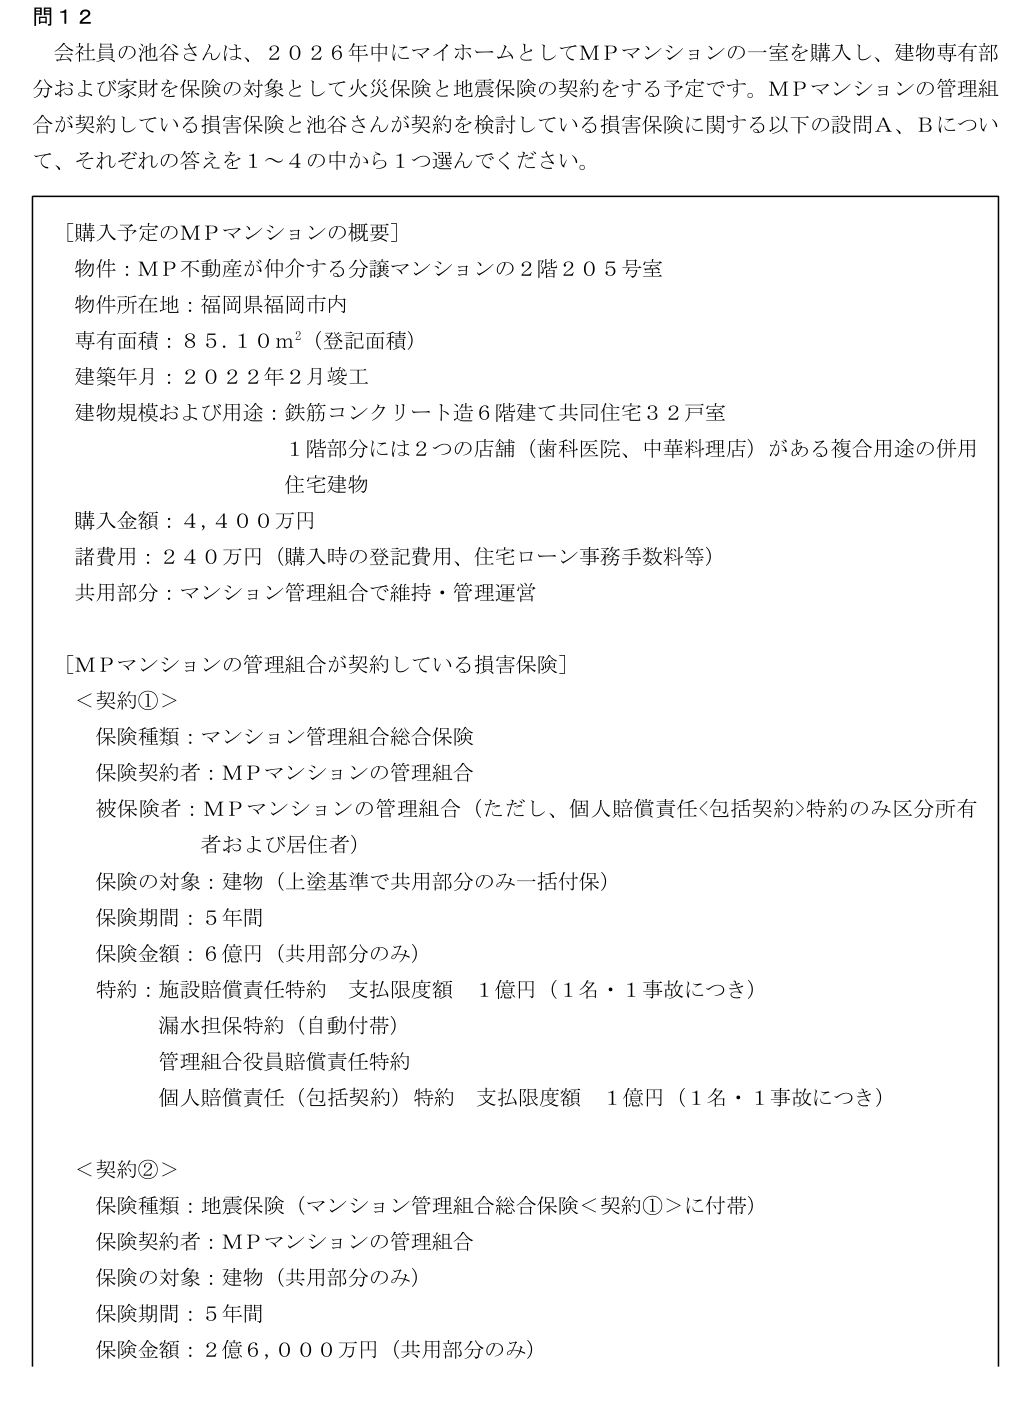 問１２
　会社員の池谷さんは、２０２６年中にマイホームとしてＭＰマンションの一室を購入し、建物専有部
分および家財を保険の対象として火災保険と地震保険の契約をする予定です。ＭＰマンションの管理組
合が契約している損害保険と池谷さんが契約を検討している損害保険に関する以下の設問Ａ、Ｂについ
て、それぞれの答えを１～４の中から１つ選んでください。
［購入予定のＭＰマンションの概要］
物件：ＭＰ不動産が仲介する分譲マンションの２階２０５号室
物件所在地：福岡県福岡市内
専有面積：８５.１０ｍ²（登記面積）
建築年月：２０２２年２月竣工
建物規模および用途：鉄筋コンクリート造６階建て共同住宅３２戸室
１階部分には２つの店舗（歯科医院、中華料理店）がある複合用途の併用
住宅建物
購入金額：４,４００万円
諸費用：２４０万円（購入時の登記費用、住宅ローン事務手数料等）
共用部分：マンション管理組合で維持・管理運営
［ＭＰマンションの管理組合が契約している損害保険］
＜契約①＞
保険種類：マンション管理組合総合保険
保険契約者：ＭＰマンションの管理組合
被保険者：ＭＰマンションの管理組合（ただし、個人賠償責任<包括契約>特約のみ区分所有
者および居住者）
保険の対象：建物（上塗基準で共用部分のみ一括付保）
保険期間：５年間
保険金額：６億円（共用部分のみ）
特約：施設賠償責任特約　支払限度額　１億円（１名・１事故につき）
漏水担保特約（自動付帯）
管理組合役員賠償責任特約
個人賠償責任（包括契約）特約　支払限度額　１億円（１名・１事故につき）
＜契約②＞
保険種類：地震保険（マンション管理組合総合保険＜契約①＞に付帯）
保険契約者：ＭＰマンションの管理組合
保険の対象：建物（共用部分のみ）
保険期間：５年間
保険金額：２億６,０００万円（共用部分のみ）